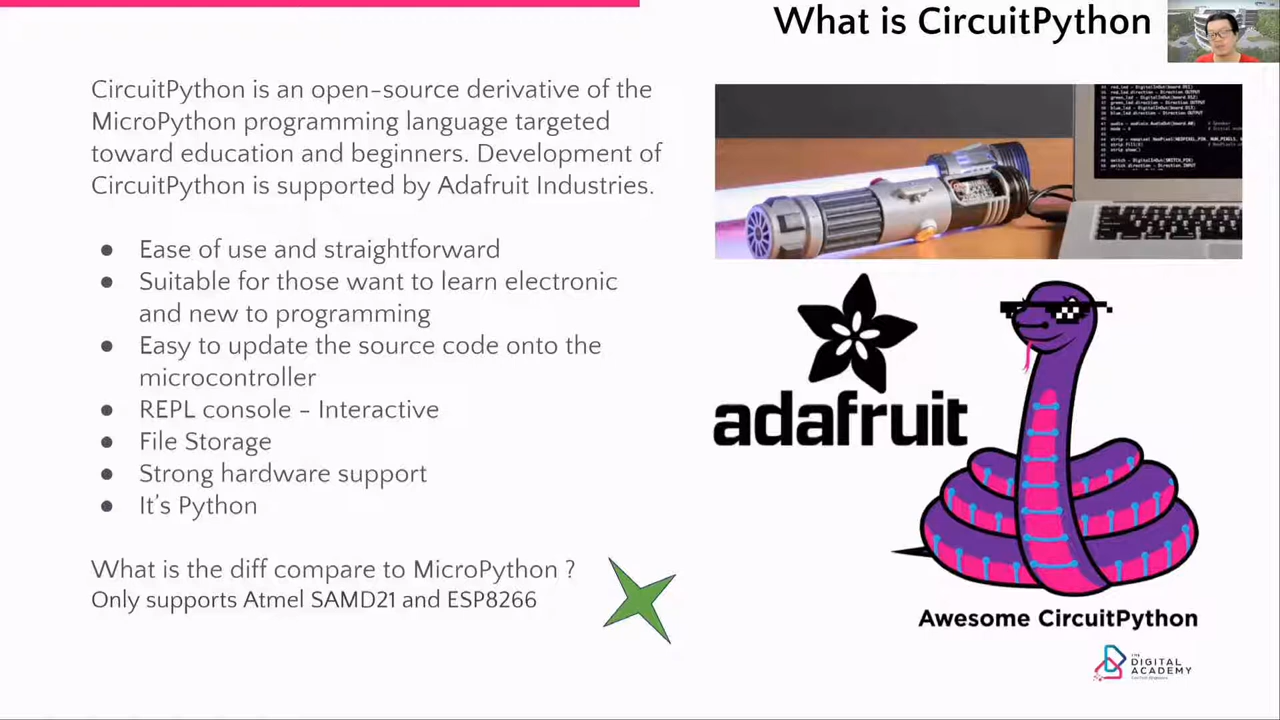 What is CircuitPython
CircuitPython is an open-source derivative of the
MicroPython programming language targeted
toward education and beginners. Development of
CircuitPython is supported by Adafruit Industries.
● Ease of use and straightforward
● Suitable for those want to learn electronic
and new to programming
● Easy to update the source code onto the
microcontroller
● REPL console - Interactive
● File Storage
● Strong hardware support
● It's Python
What is the diff compare to MicroPython ?
Only supports Atmel SAMD21 and ESP8266
adafruit
Awesome CircuitPython
THE
DIGITAL
ACADEMY